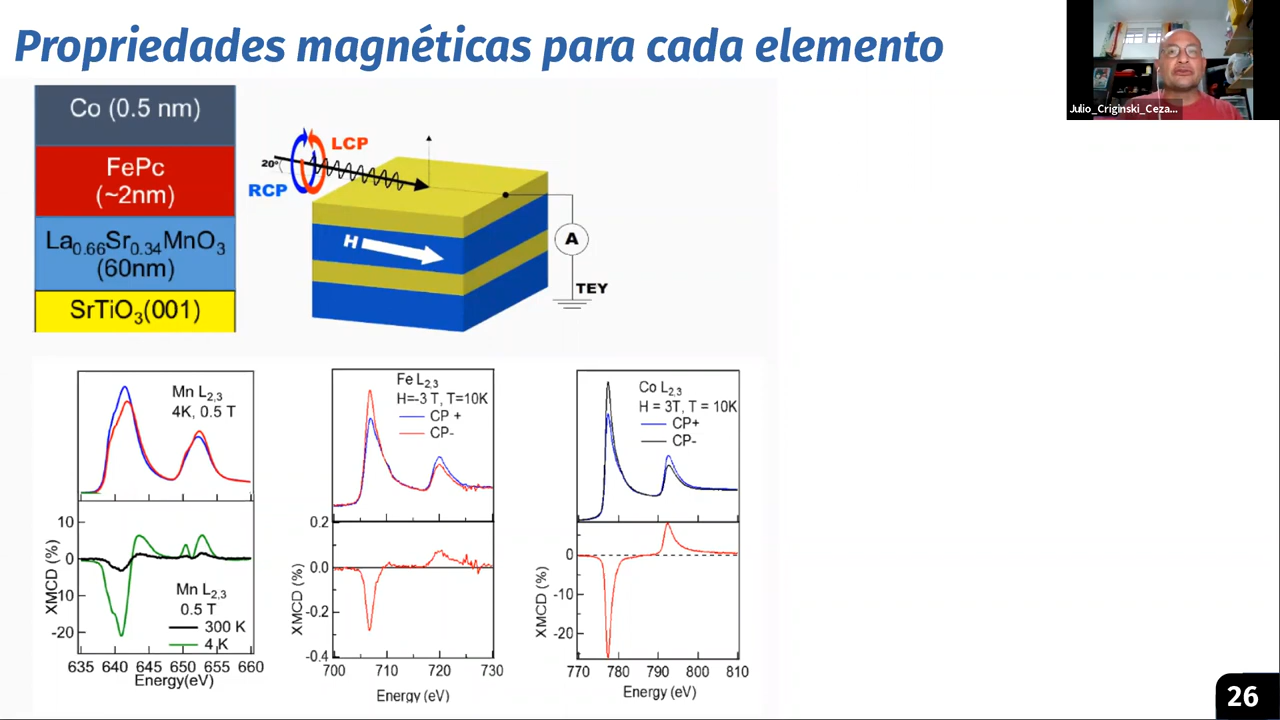 Propriedades magnéticas para cada elemento
Julio_Criginski_Ceza...
Co (0.5 nm)
FePc
(~2nm)
La0.66Sr0.34MnO3
(60nm)
SrTiO3(001)
LCP
20°
RCP
H
A
TEY
Mn L2,3
4K, 0.5 T
10
0
10
-20
XMCD (%)
Mn L2,3
0.5 T
300 K
4 K
635 640 645 650 655 660
Energy(eV)
Fe L2,3
H=-3 T, T=10K
CP +
CP-
0.2
0.0
-0.2
-0.4
XMCD (%)
700 710 720 730
Energy (eV)
Co L2,3
H = 3T, T = 10K
CP+
CP-
0
-10
-20
XMCD (%)
770 780 790 800 810
Energy (eV)
26